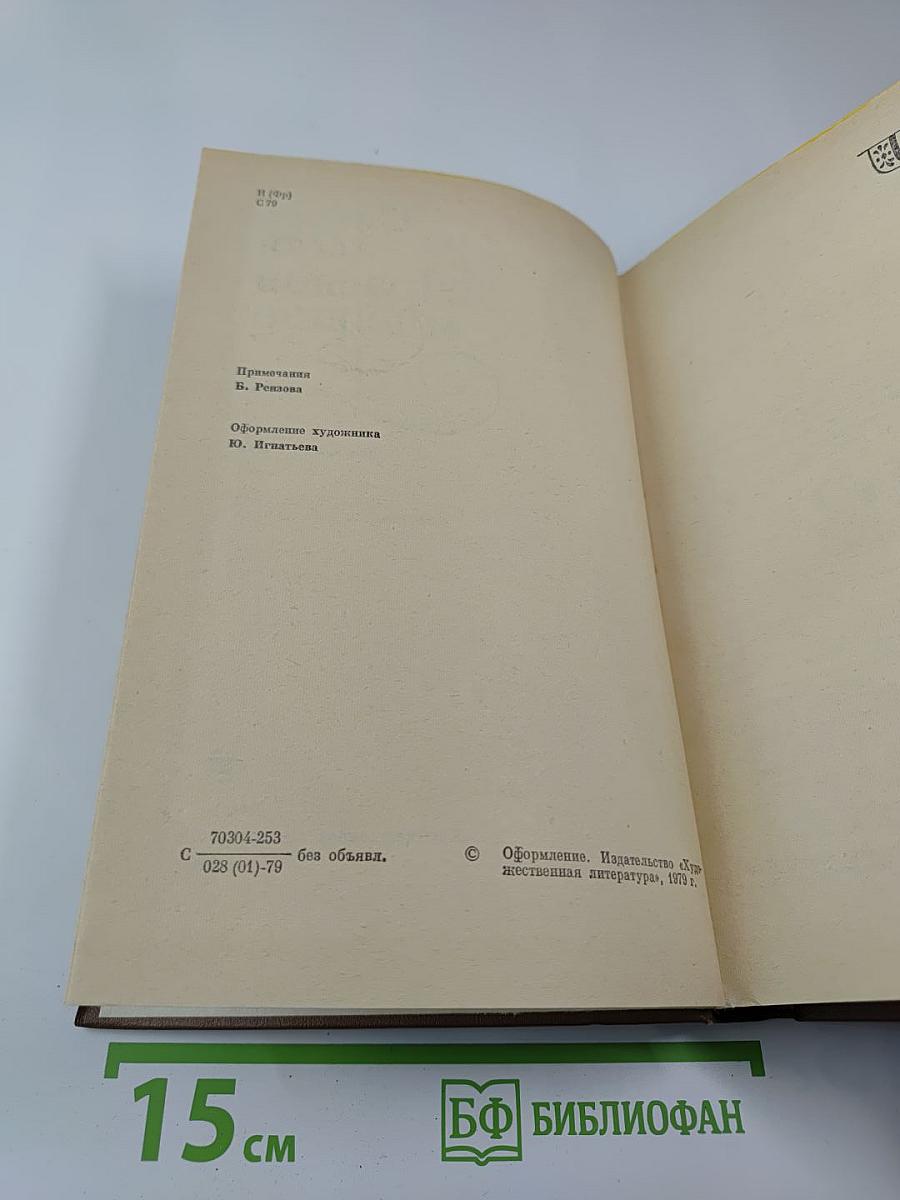 И (Фр)
С 79
Примечания
Б. Реизова
Оформление художника
Ю. Игнатьева
С 70304-253 / 028 (01)-79 без объявл.
© Оформление. Издательство «Худо-
жественная литература», 1979 г.
15 см
БФ БИБЛИОФАН